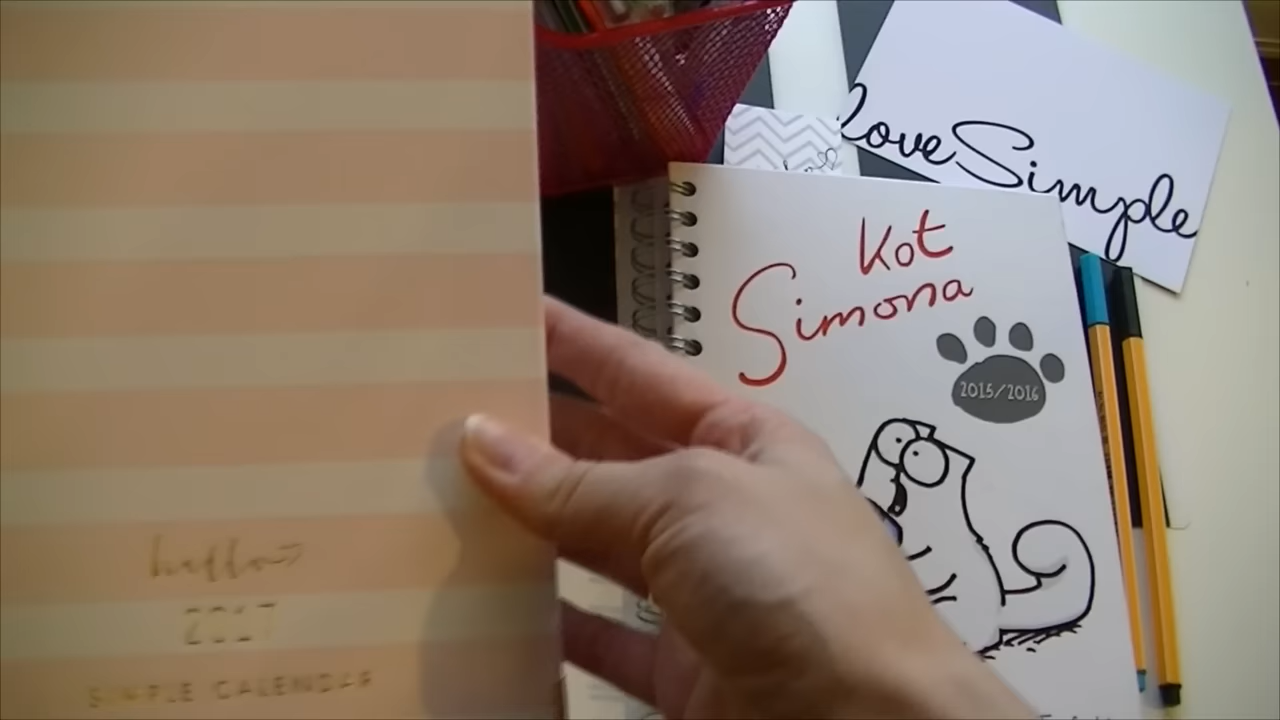 hello
2017
SIMPLE CALENDAR
Kot
Simona
2015/2016
love Simple